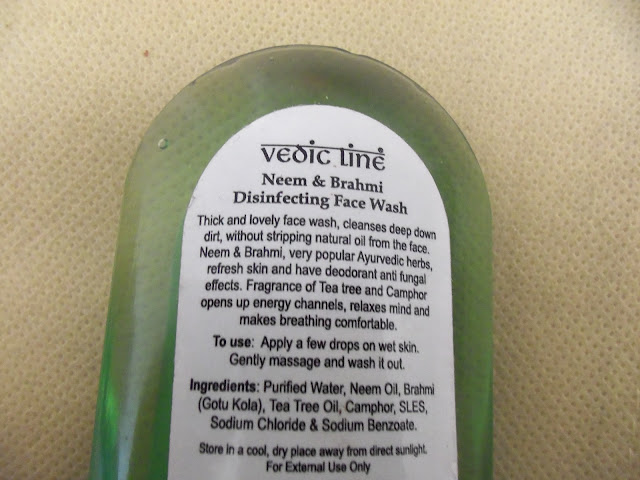 vedic line
Neem & Brahmi
Disinfecting Face Wash
Thick and lovely face wash, cleanses deep down
dirt, without stripping natural oil from the face.
Neem & Brahmi, very popular Ayurvedic herbs,
refresh skin and have deodorant anti fungal
effects. Fragrance of Tea tree and Camphor
opens up energy channels, relaxes mind and
makes breathing comfortable.
To use: Apply a few drops on wet skin.
Gently massage and wash it out.
Ingredients: Purified Water, Neem Oil, Brahmi
(Gotu Kola), Tea Tree Oil, Camphor, SLES,
Sodium Chloride & Sodium Benzoate.
Store in a cool, dry place away from direct sunlight.
For External Use Only